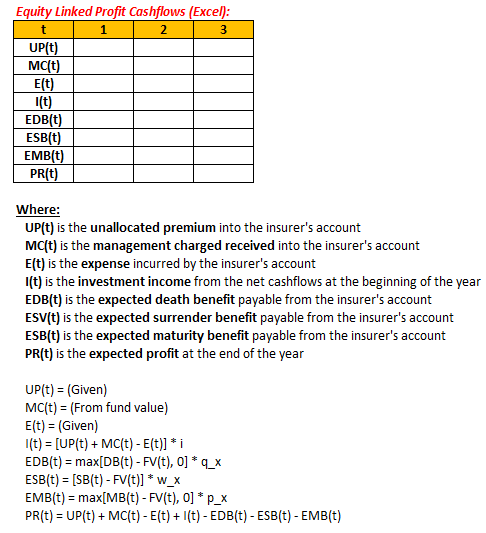 Equity Linked Profit Cashflows (Excel):
t 1 2 3
UP(t)
MC(t)
E(t)
I(t)
EDB(t)
ESB(t)
EMB(t)
PR(t)
Where:
UP(t) is the unallocated premium into the insurer's account
MC(t) is the management charged received into the insurer's account
E(t) is the expense incurred by the insurer's account
I(t) is the investment income from the net cashflows at the beginning of the year
EDB(t) is the expected death benefit payable from the insurer's account
ESV(t) is the expected surrender benefit payable from the insurer's account
ESB(t) is the expected maturity benefit payable from the insurer's account
PR(t) is the expected profit at the end of the year
UP(t) = (Given)
MC(t) = (From fund value)
E(t) = (Given)
I(t) = [UP(t) + MC(t) - E(t)] * i
EDB(t) = max[DB(t) - FV(t), 0] * q_x
ESB(t) = [SB(t) - FV(t)] * w_x
EMB(t) = max[MB(t) - FV(t), 0] * p_x
PR(t) = UP(t) + MC(t) - E(t) + I(t) - EDB(t) - ESB(t) - EMB(t)